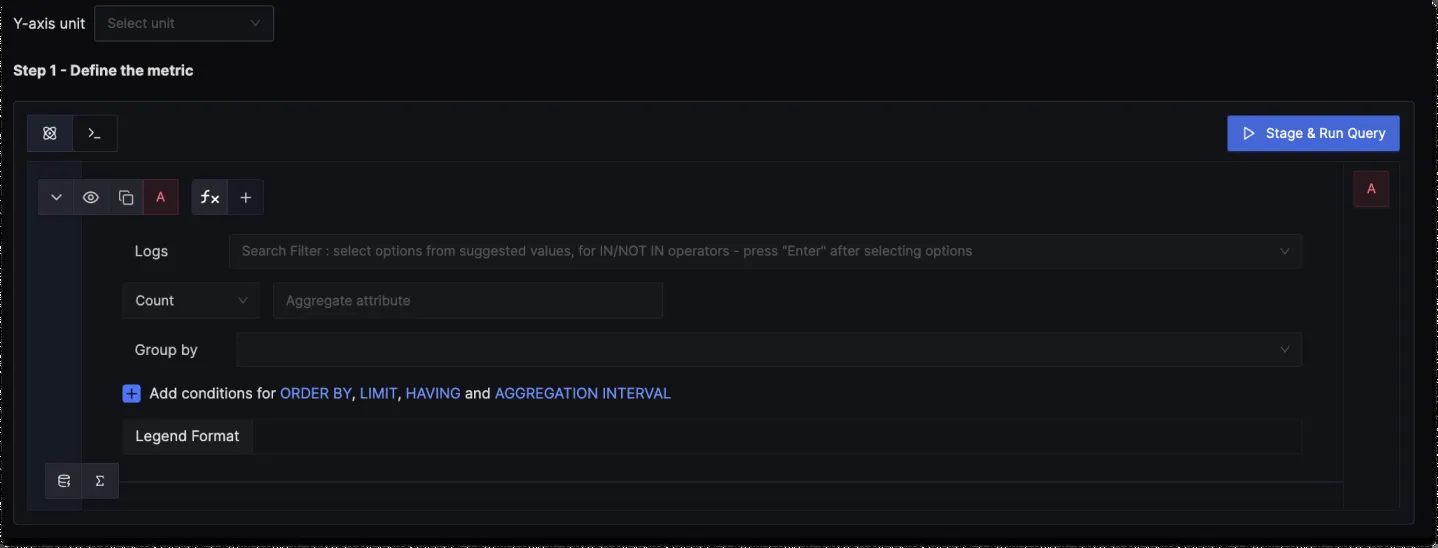 Y-axis unit Select unit
Step 1 - Define the metric
>_ Stage & Run Query
A fx + A
Logs Search Filter : select options from suggested values, for IN/NOT IN operators - press "Enter" after selecting options
Count Aggregate attribute
Group by
+ Add conditions for ORDER BY, LIMIT, HAVING and AGGREGATION INTERVAL
Legend Format
Σ